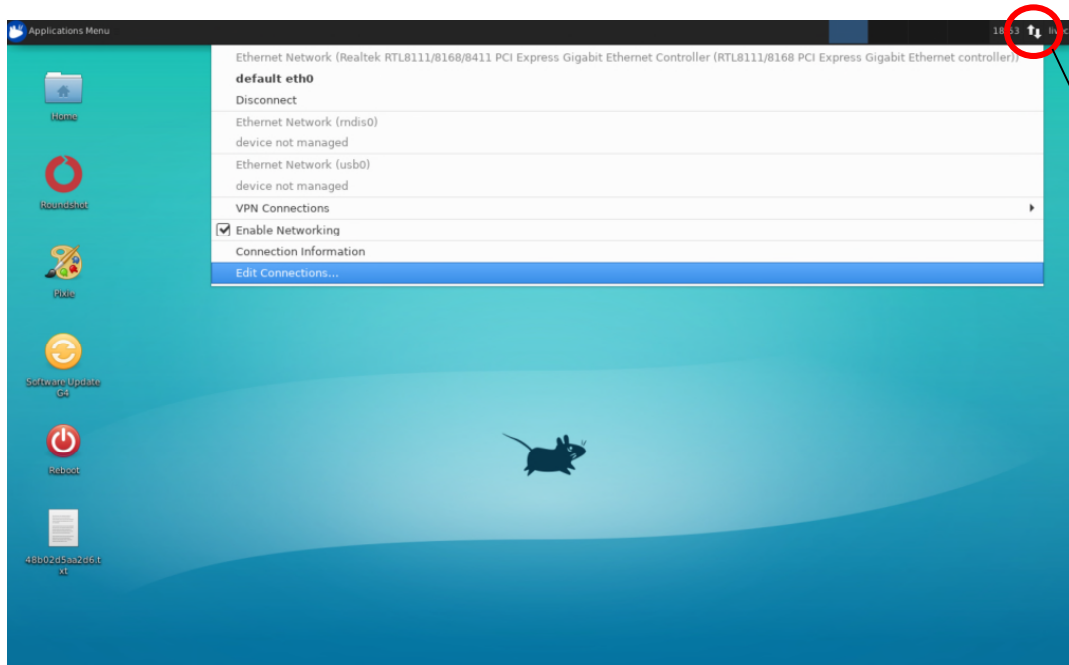 Applications Menu
Ethernet Network (Realtek RTL8111/8168/8411 PCI Express Gigabit Ethernet Controller (RTL8111/8168 PCI Express Gigabit Ethernet controller))
default eth0
Disconnect
Ethernet Network (rndis0)
device not managed
Ethernet Network (usb0)
device not managed
VPN Connections
Enable Networking
Connection Information
Edit Connections...
Home
Roundshot
Pixie
Software Update
G4
Reboot
48b02d5aa2d6.t
xt